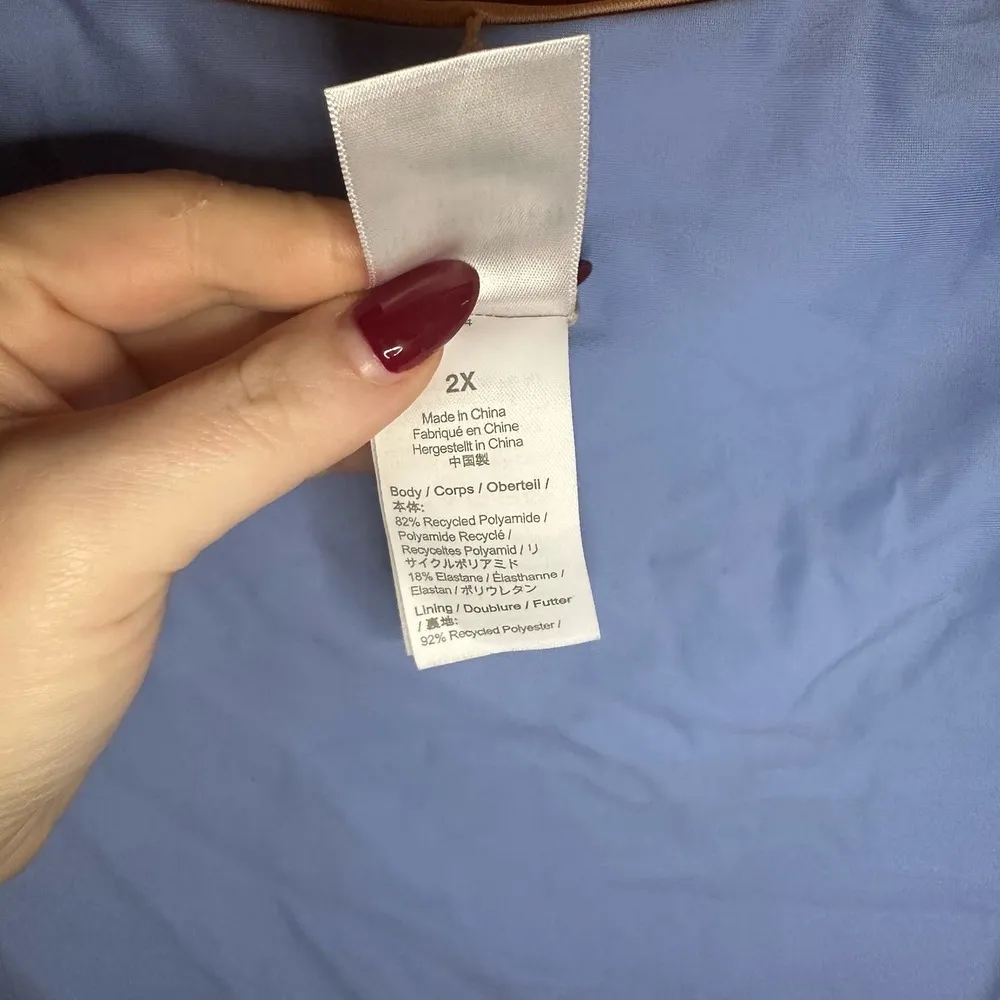 2X
Made in China
Fabriqué en Chine
Hergestellt in China
中国製
Body / Corps / Oberteil /
本体:
82% Recycled Polyamide /
Polyamide Recyclé /
Recyceltes Polyamid / リ
サイクルポリアミド
18% Elastane / Élasthanne /
Elastan / ポリウレタン
Lining / Doublure / Futter
/ 裏地:
92% Recycled Polyester /